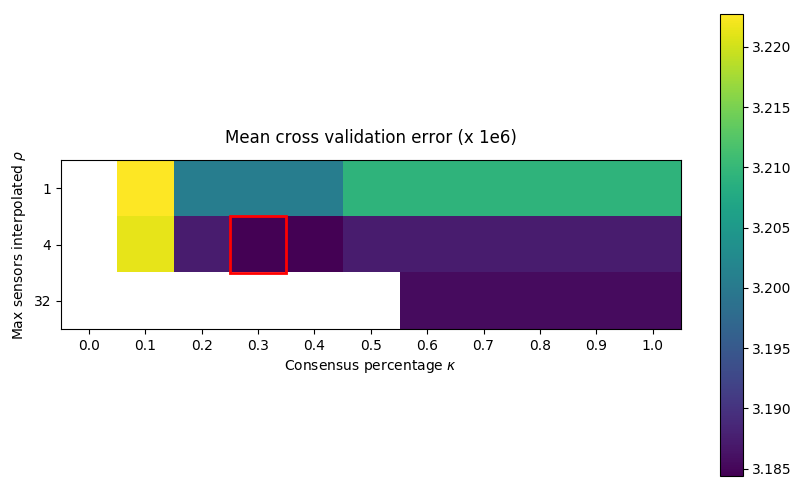 Mean cross validation error (x 1e6)
Max sensors interpolated ρ
1
4
32
0.0 0.1 0.2 0.3 0.4 0.5 0.6 0.7 0.8 0.9 1.0
Consensus percentage κ
3.220
3.215
3.210
3.205
3.200
3.195
3.190
3.185